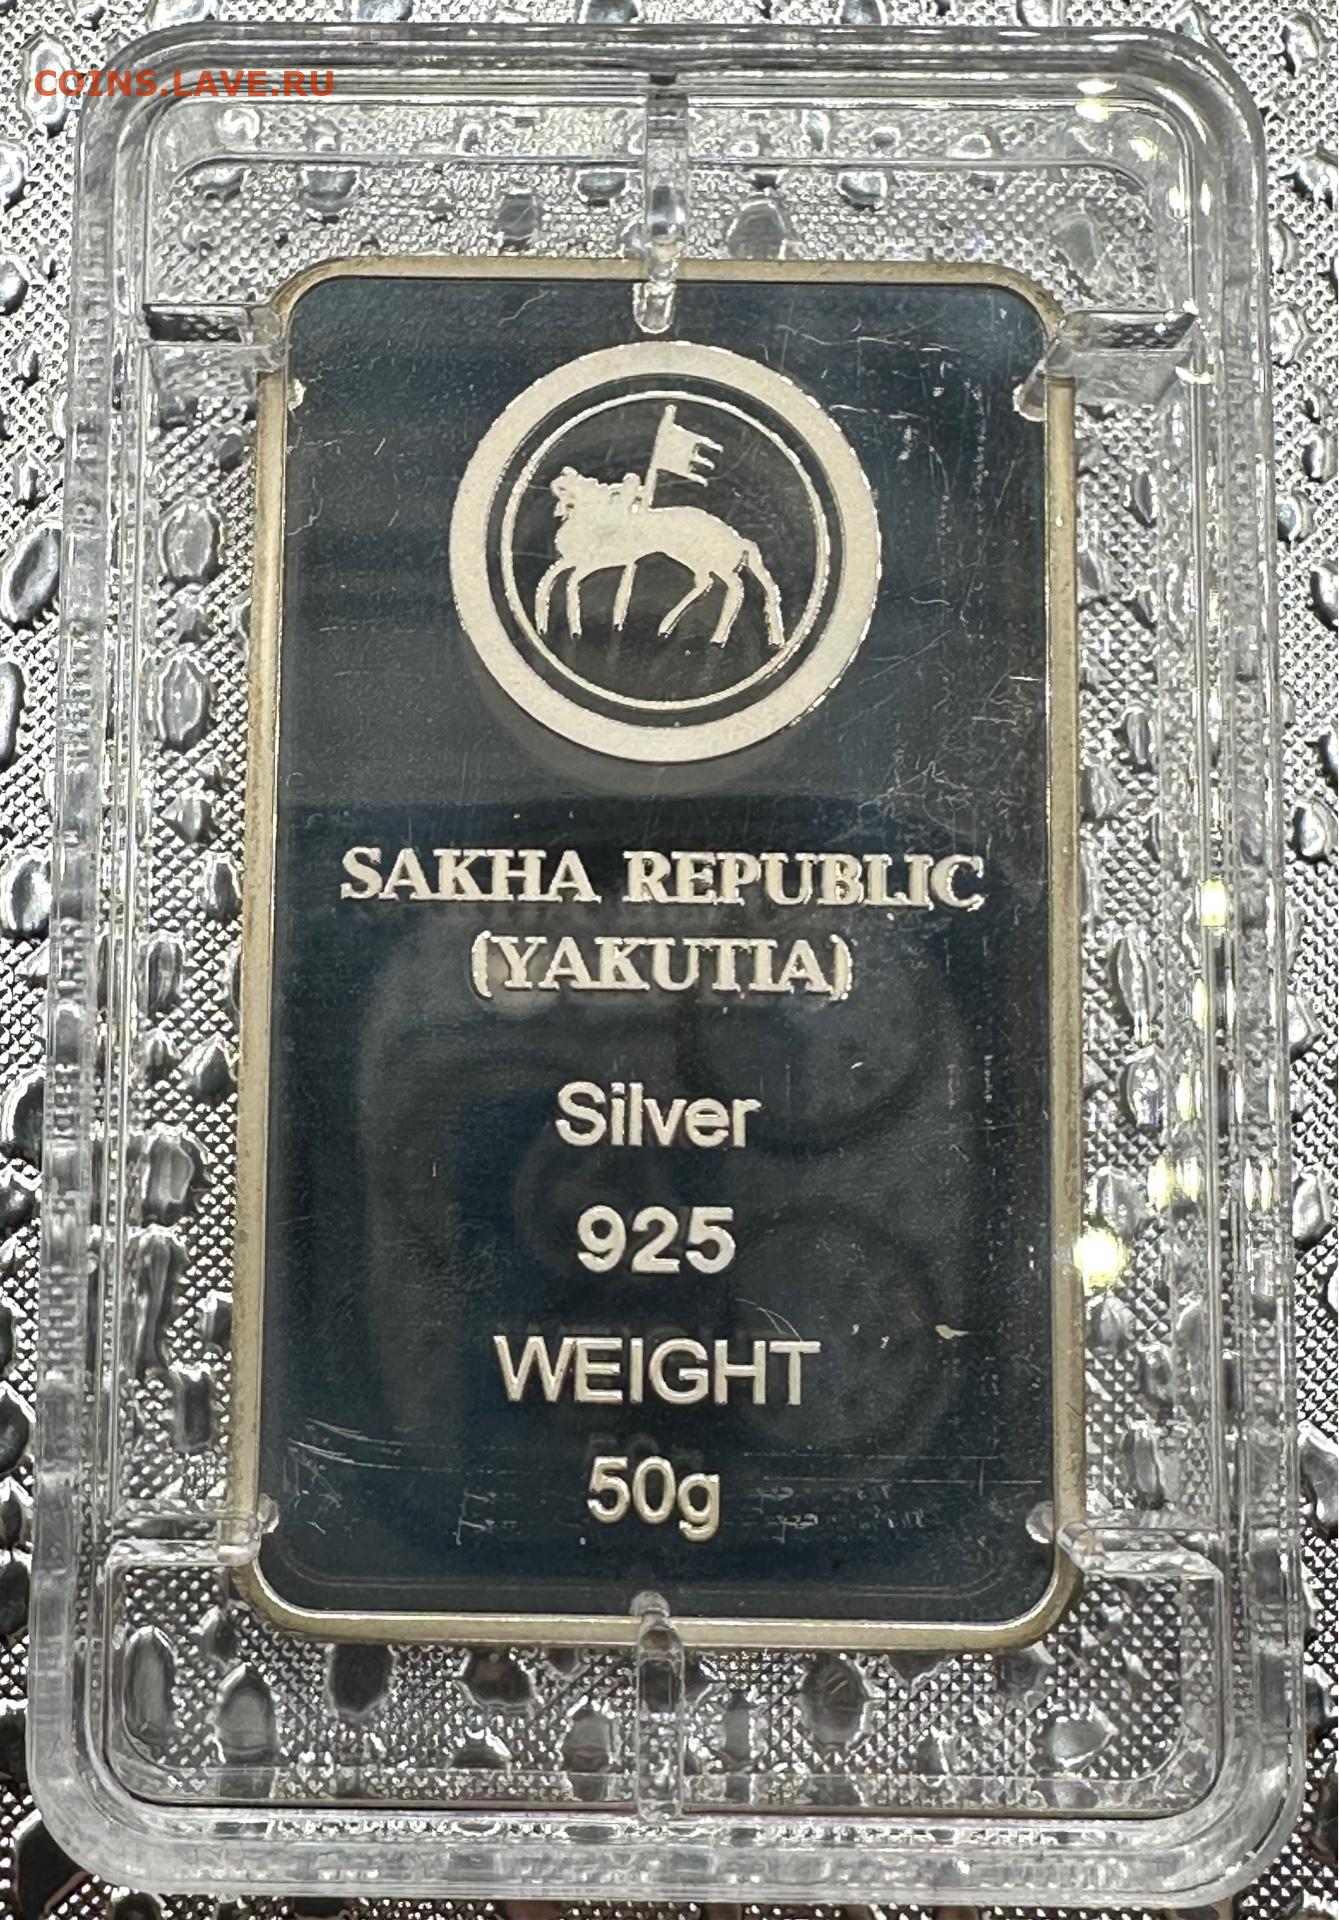 COINS.LAVE.RU
SAKHA REPUBLIC
(YAKUTIA)
Silver
925
WEIGHT
50g